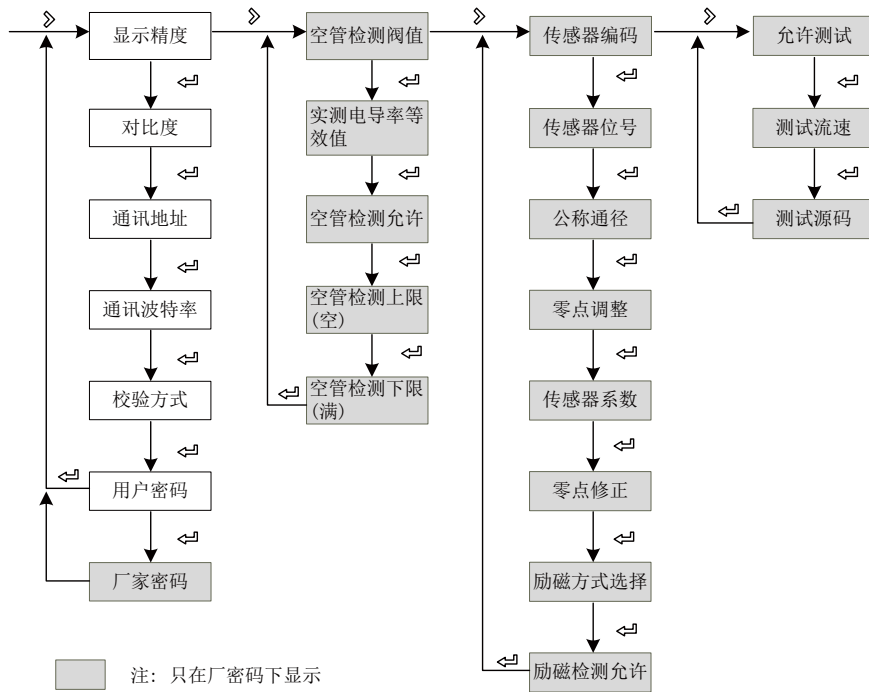 显示精度
对比度
通讯地址
通讯波特率
校验方式
用户密码
厂家密码
空管检测阀值
实测电导率等
效值
空管检测允许
空管检测上限
(空)
空管检测下限
(满)
传感器编码
传感器位号
公称通径
零点调整
传感器系数
零点修正
励磁方式选择
励磁检测允许
允许测试
测试流速
测试源码
注：只在厂密码下显示